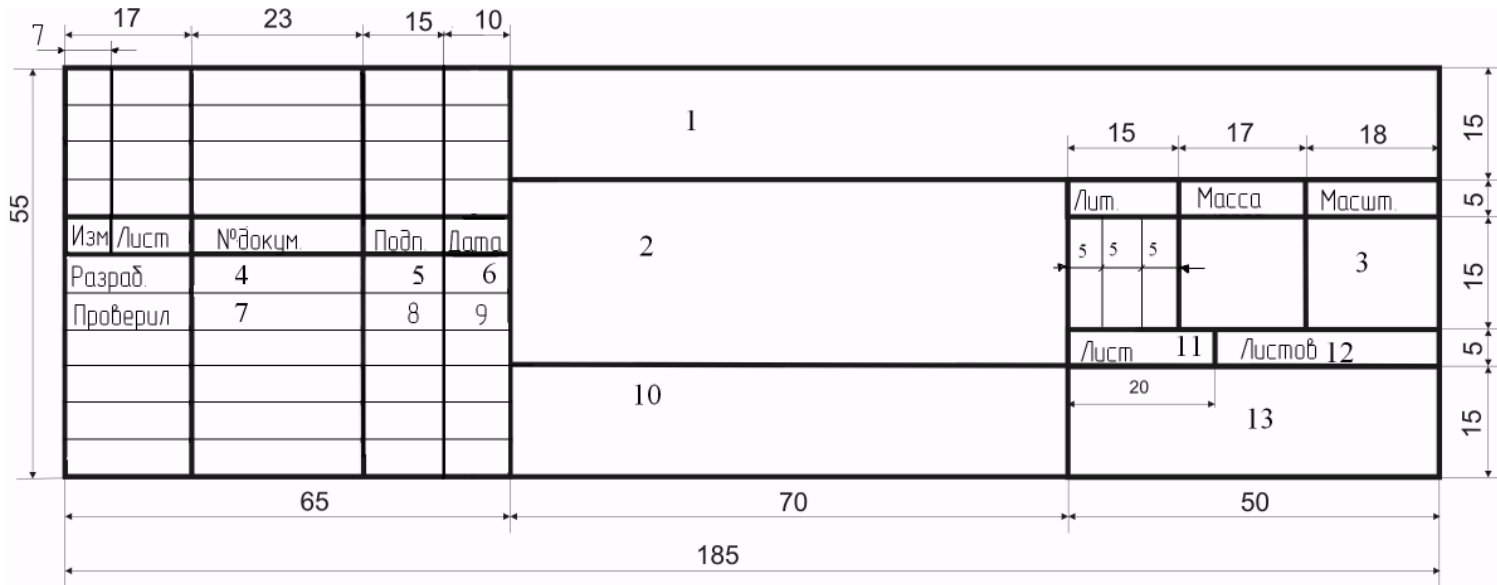 17 23 15 10
7
1
15 17 18
15
55
Лит. Масса Масшт.
5
Изм Лист №докум. Подп. Дата
2
5 5 5
3
15
Разраб. 4 5 6
Проверил 7 8 9
Лист 11 Листов 12
5
10
20
13
15
65 70 50
185